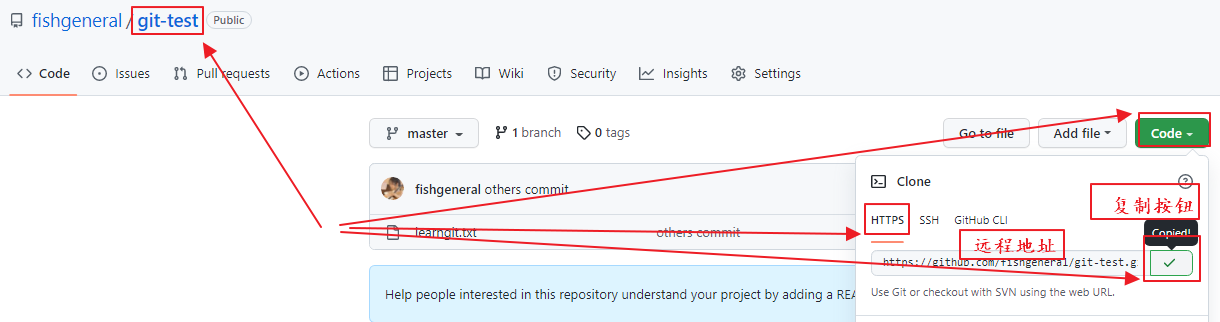 fishgeneral / git-test Public
Code Issues Pull requests Actions Projects Wiki Security Insights Settings
master 1 branch 0 tags Go to file Add file Code
fishgeneral others commit
learngit.txt others commit
Help people interested in this repository understand your project by adding a REA
Clone
复制按钮
HTTPS SSH GitHub CLI
Copied!
远程地址
https://github.com/fishgeneral/git-test.g
Use Git or checkout with SVN using the web URL.